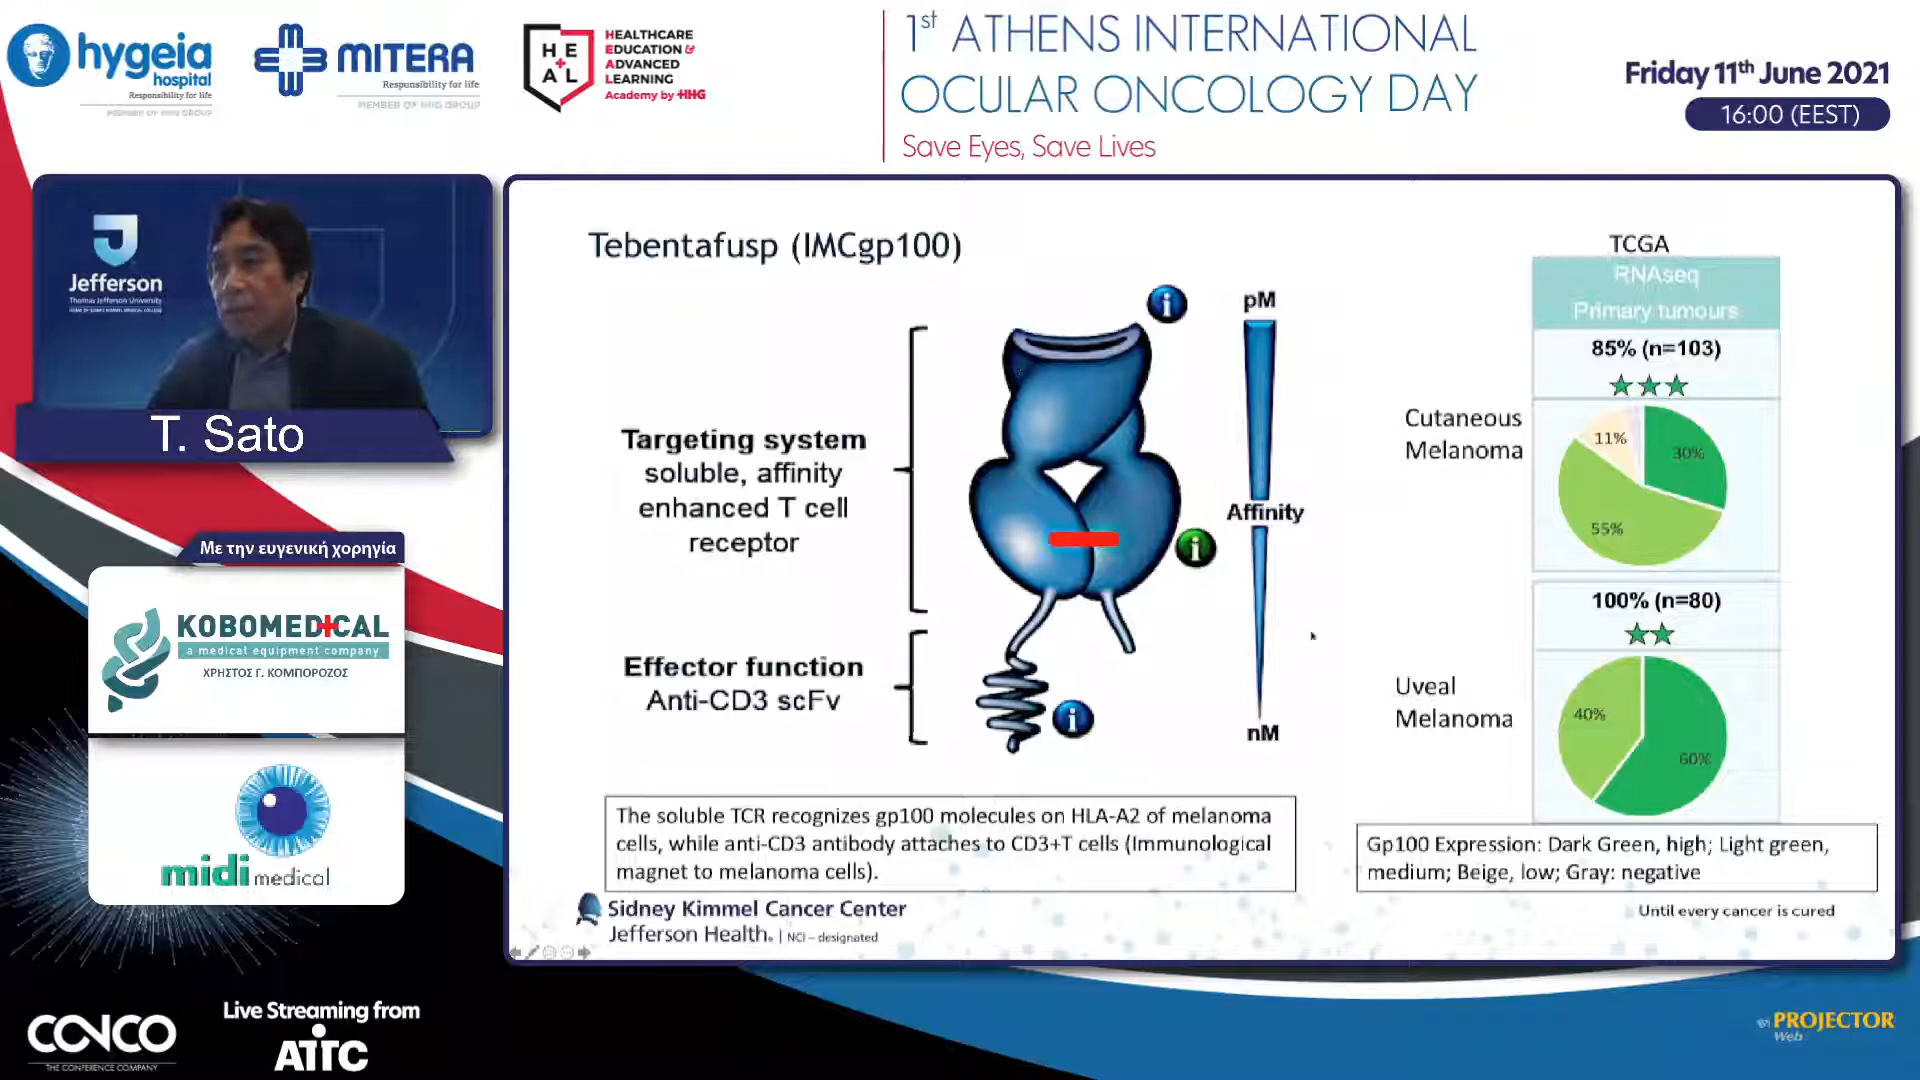 hygeia
hospital
Responsibility for life
MEMBER OF HHG GROUP
MITERA
Responsibility for life
MEMBER OF HHG GROUP
HE
AL
HEALTHCARE
EDUCATION &
ADVANCED
LEARNING
Academy by HHG
1st ATHENS INTERNATIONAL
OCULAR ONCOLOGY DAY
Save Eyes, Save Lives
Friday 11th June 2021
16:00 (EEST)
Jefferson
Thomas Jefferson University
HOME OF SIDNEY KIMMEL MEDICAL COLLEGE
T. Sato
Με την ευγενική χορηγία
KOBOMEDICAL
a medical equipment company
ΧΡΗΣΤΟΣ Γ. ΚΟΜΠΟΡΟΖΟΣ
midi medical
CONCO
THE CONFERENCE COMPANY
Live Streaming from
AITC
Tebentafusp (IMCgp100)
Targeting system
soluble, affinity
enhanced T cell
receptor
Effector function
Anti-CD3 scFv
i
i
i
pM
Affinity
nM
TCGA
RNAseq
Primary tumours
85% (n=103)
Cutaneous
Melanoma
11%
30%
55%
100% (n=80)
Uveal
Melanoma
40%
60%
The soluble TCR recognizes gp100 molecules on HLA-A2 of melanoma
cells, while anti-CD3 antibody attaches to CD3+T cells (Immunological
magnet to melanoma cells).
Gp100 Expression: Dark Green, high; Light green,
medium; Beige, low; Gray: negative
Sidney Kimmel Cancer Center
Jefferson Health. | NCI – designated
Until every cancer is cured
PROJECTOR
Web